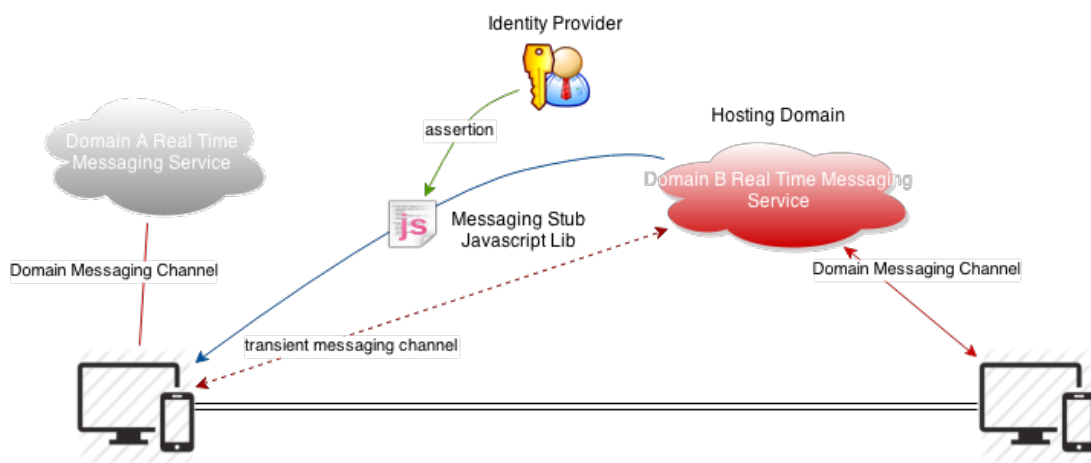 Identity Provider
assertion
Hosting Domain
Domain A Real Time
Messaging Service
Domain B Real Time Messaging
Service
js
Messaging Stub
Javascript Lib
Domain Messaging Channel
Domain Messaging Channel
transient messaging channel